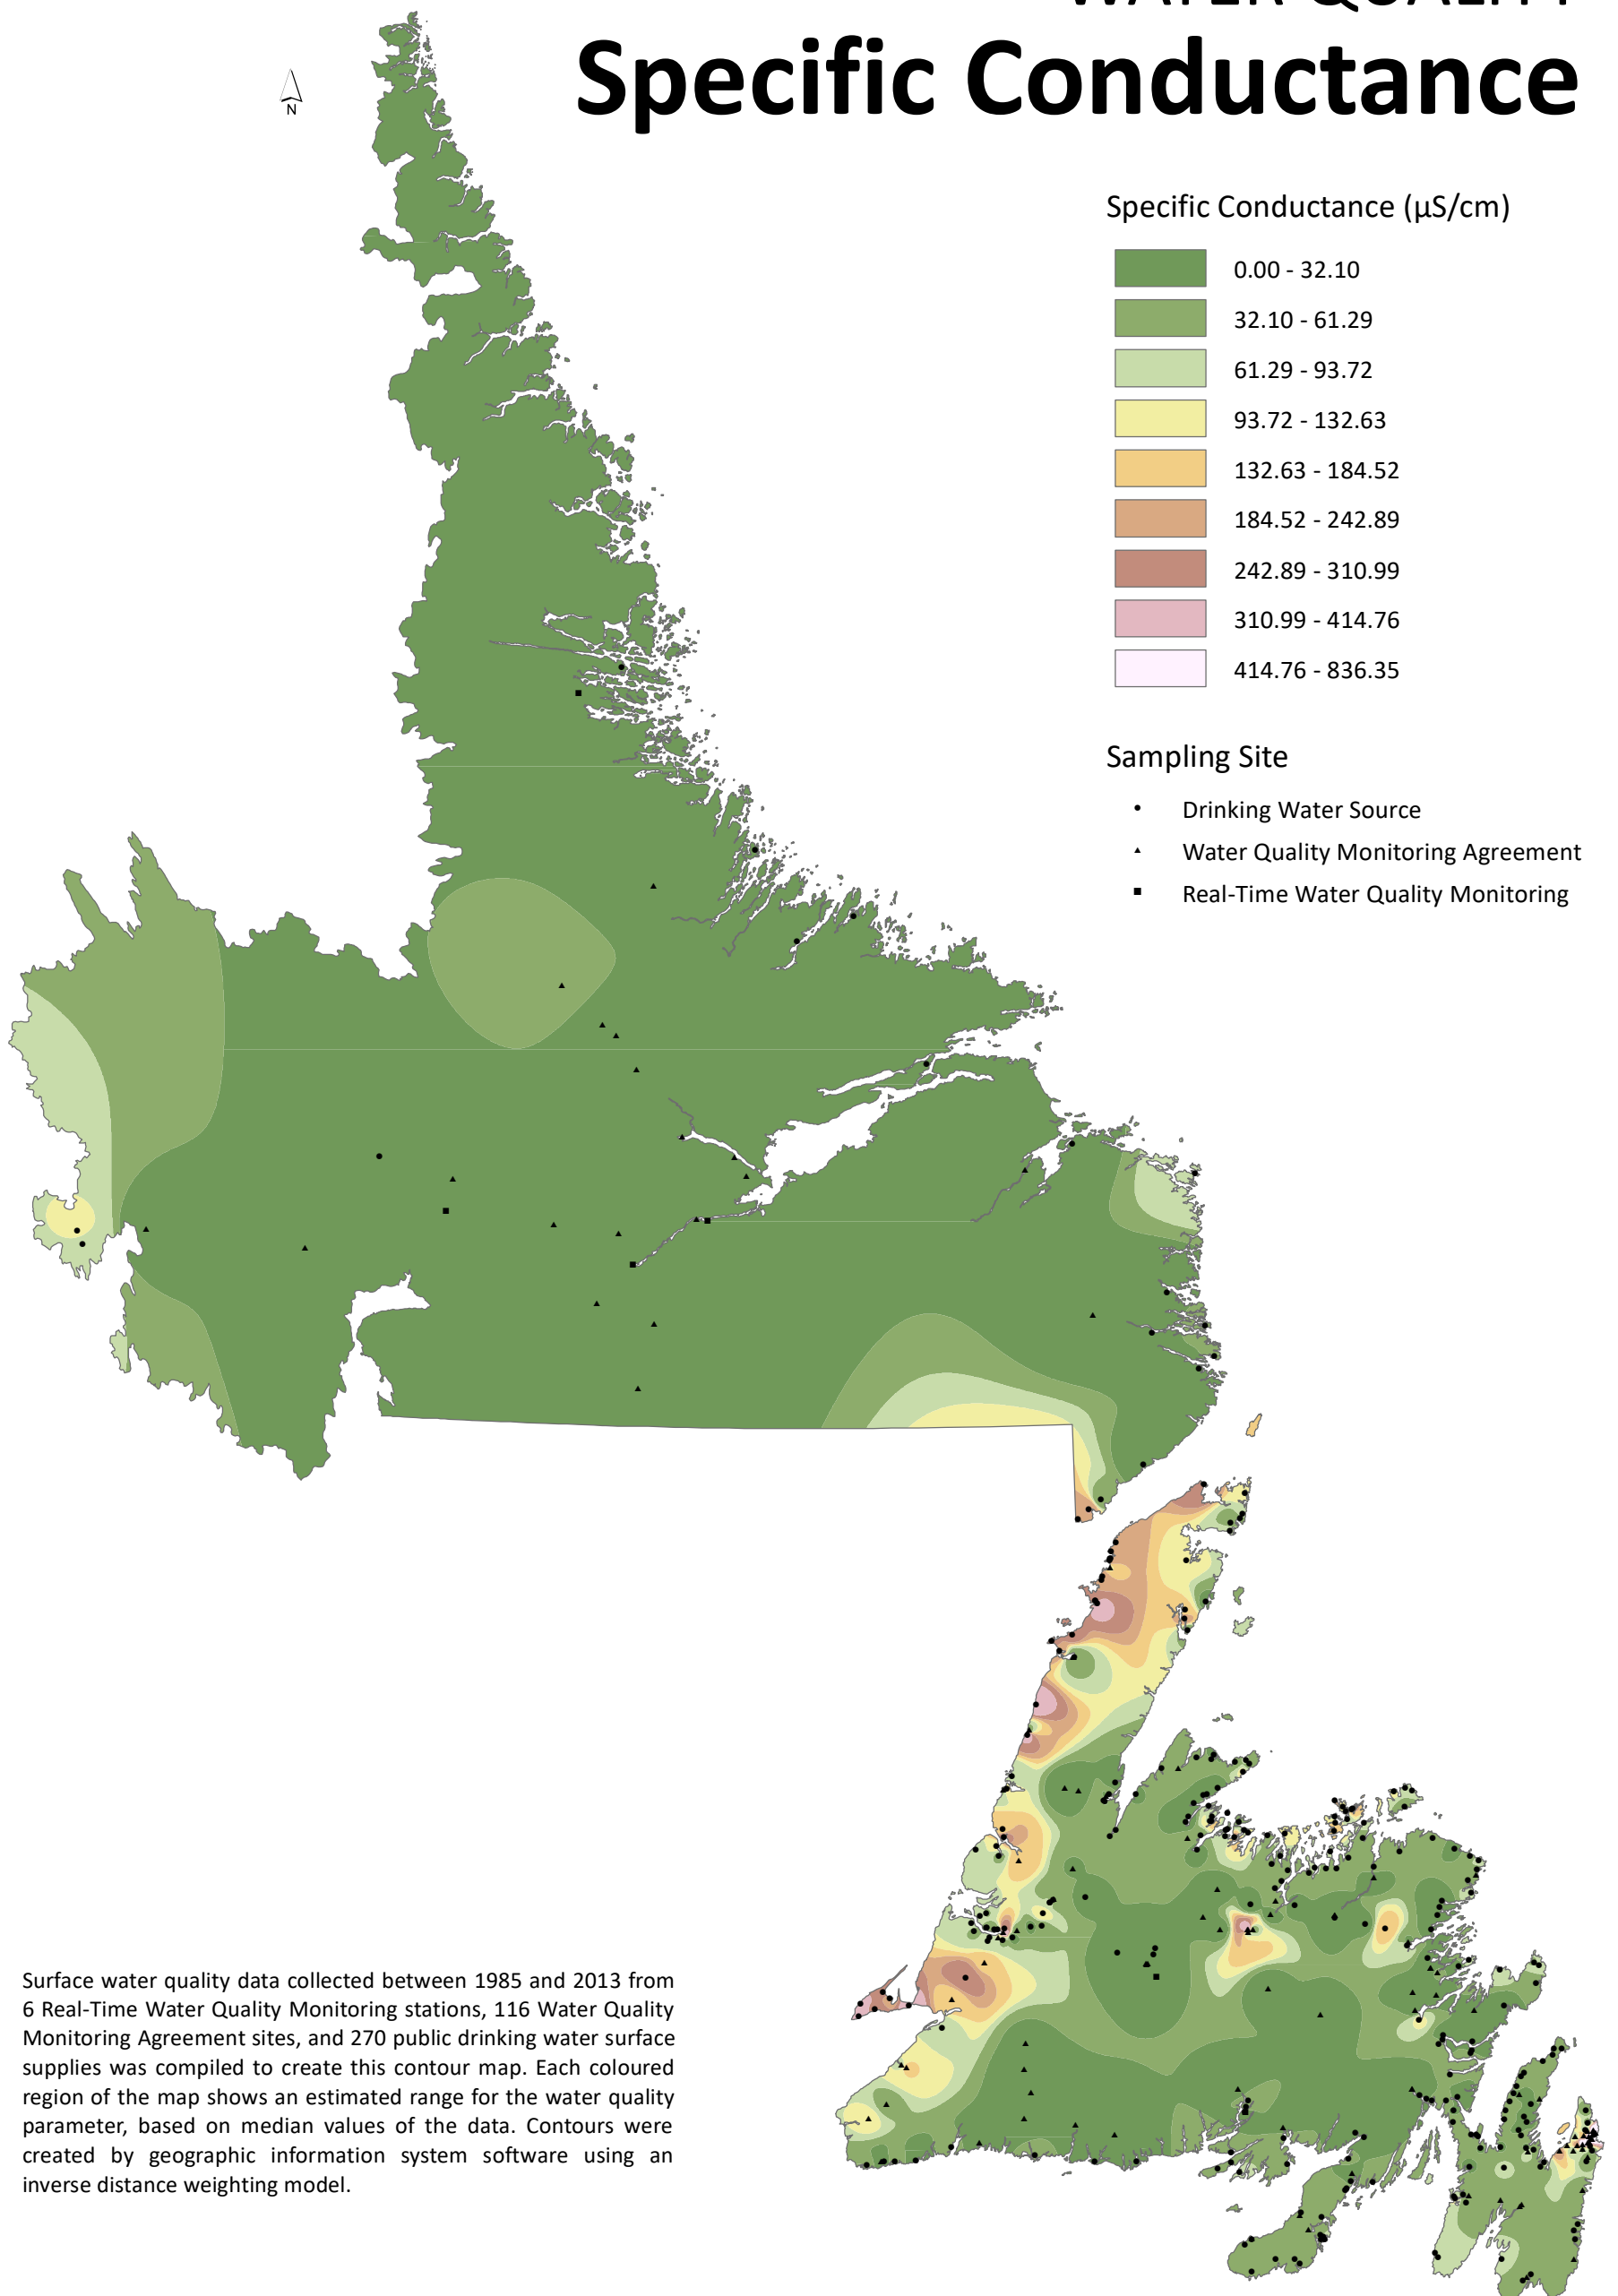 WATER QUALITY
Specific Conductance
N
Specific Conductance (µS/cm)
0.00 - 32.10
32.10 - 61.29
61.29 - 93.72
93.72 - 132.63
132.63 - 184.52
184.52 - 242.89
242.89 - 310.99
310.99 - 414.76
414.76 - 836.35
Sampling Site
Drinking Water Source
Water Quality Monitoring Agreement
Real-Time Water Quality Monitoring
Surface water quality data collected between 1985 and 2013 from
6 Real-Time Water Quality Monitoring stations, 116 Water Quality
Monitoring Agreement sites, and 270 public drinking water surface
supplies was compiled to create this contour map. Each coloured
region of the map shows an estimated range for the water quality
parameter, based on median values of the data. Contours were
created by geographic information system software using an
inverse distance weighting model.